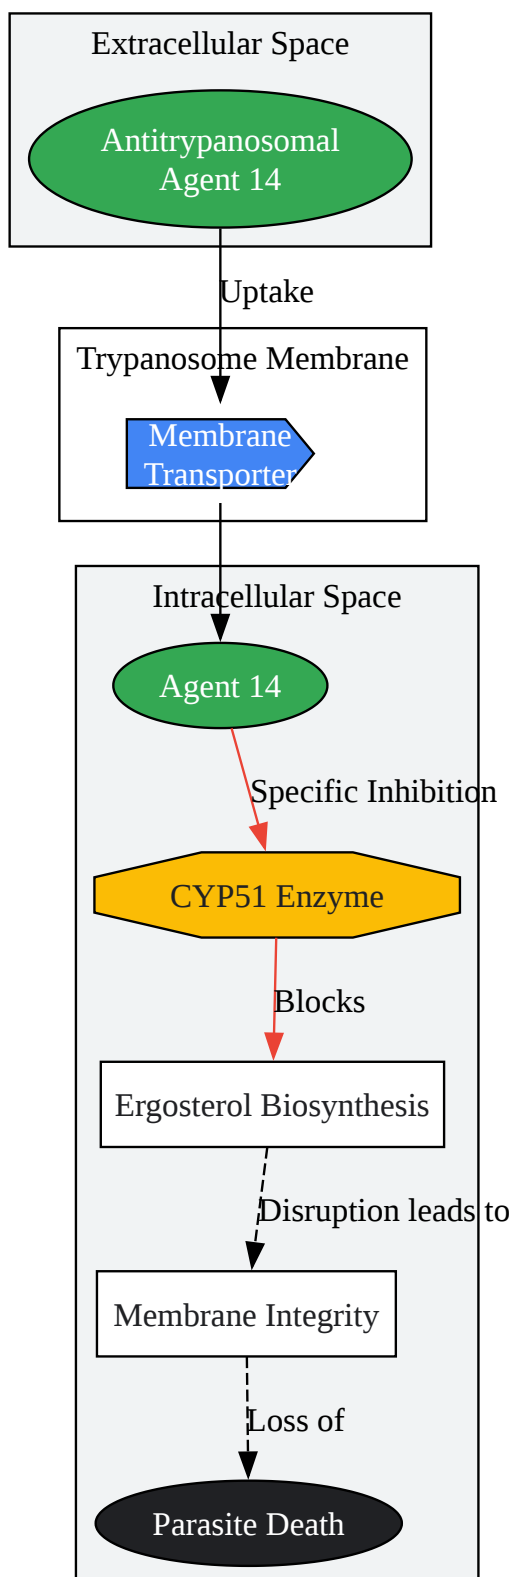 Extracellular Space
Antitrypanosomal
Agent 14
Uptake
Trypanosome Membrane
Membrane
Transporter
Intracellular Space
Agent 14
Specific Inhibition
CYP51 Enzyme
Blocks
Ergosterol Biosynthesis
Disruption leads to
Membrane Integrity
Loss of
Parasite Death